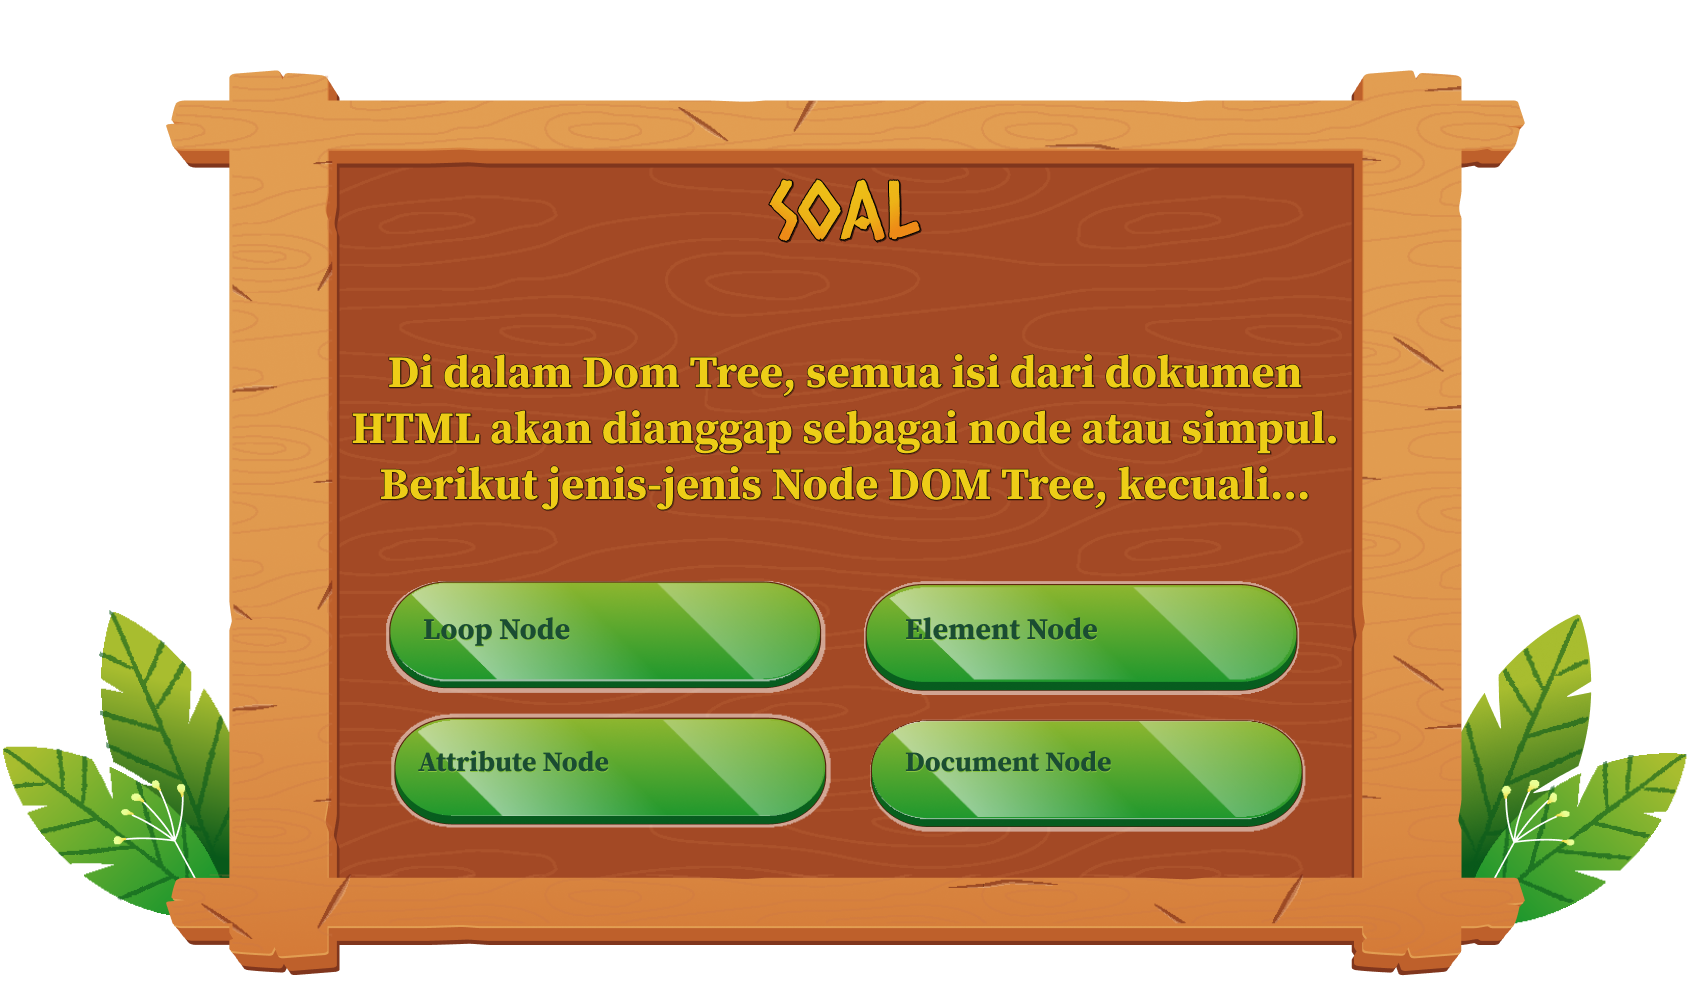 SOAL
Di dalam Dom Tree, semua isi dari dokumen
HTML akan dianggap sebagai node atau simpul.
Berikut jenis-jenis Node DOM Tree, kecuali...
Loop Node
Element Node
Attribute Node
Document Node